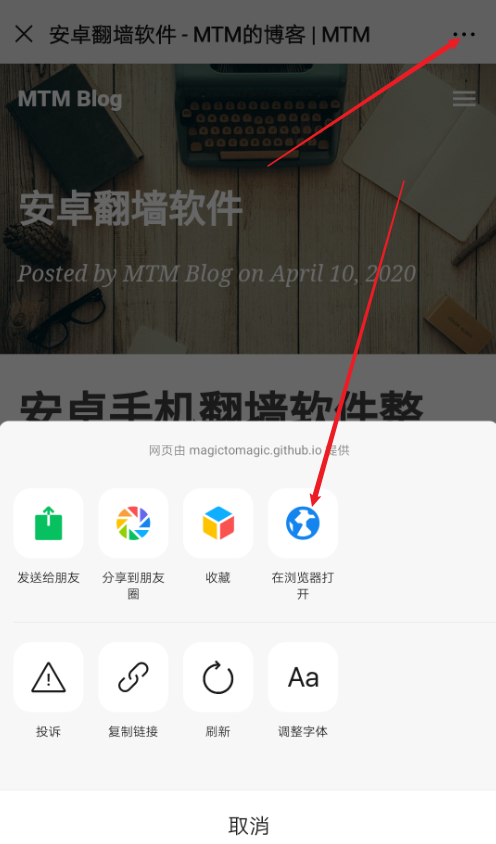 安卓翻墙软件 - MTM的博客 | MTM
MTM Blog
安卓翻墙软件
Posted by MTM Blog on April 10, 2020
安卓手机翻墙软件整
网页由 magictomagic.github.io 提供
发送给朋友
分享到朋友
圈
收藏
在浏览器打
开
Aa
投诉
复制链接
刷新
调整字体
取消